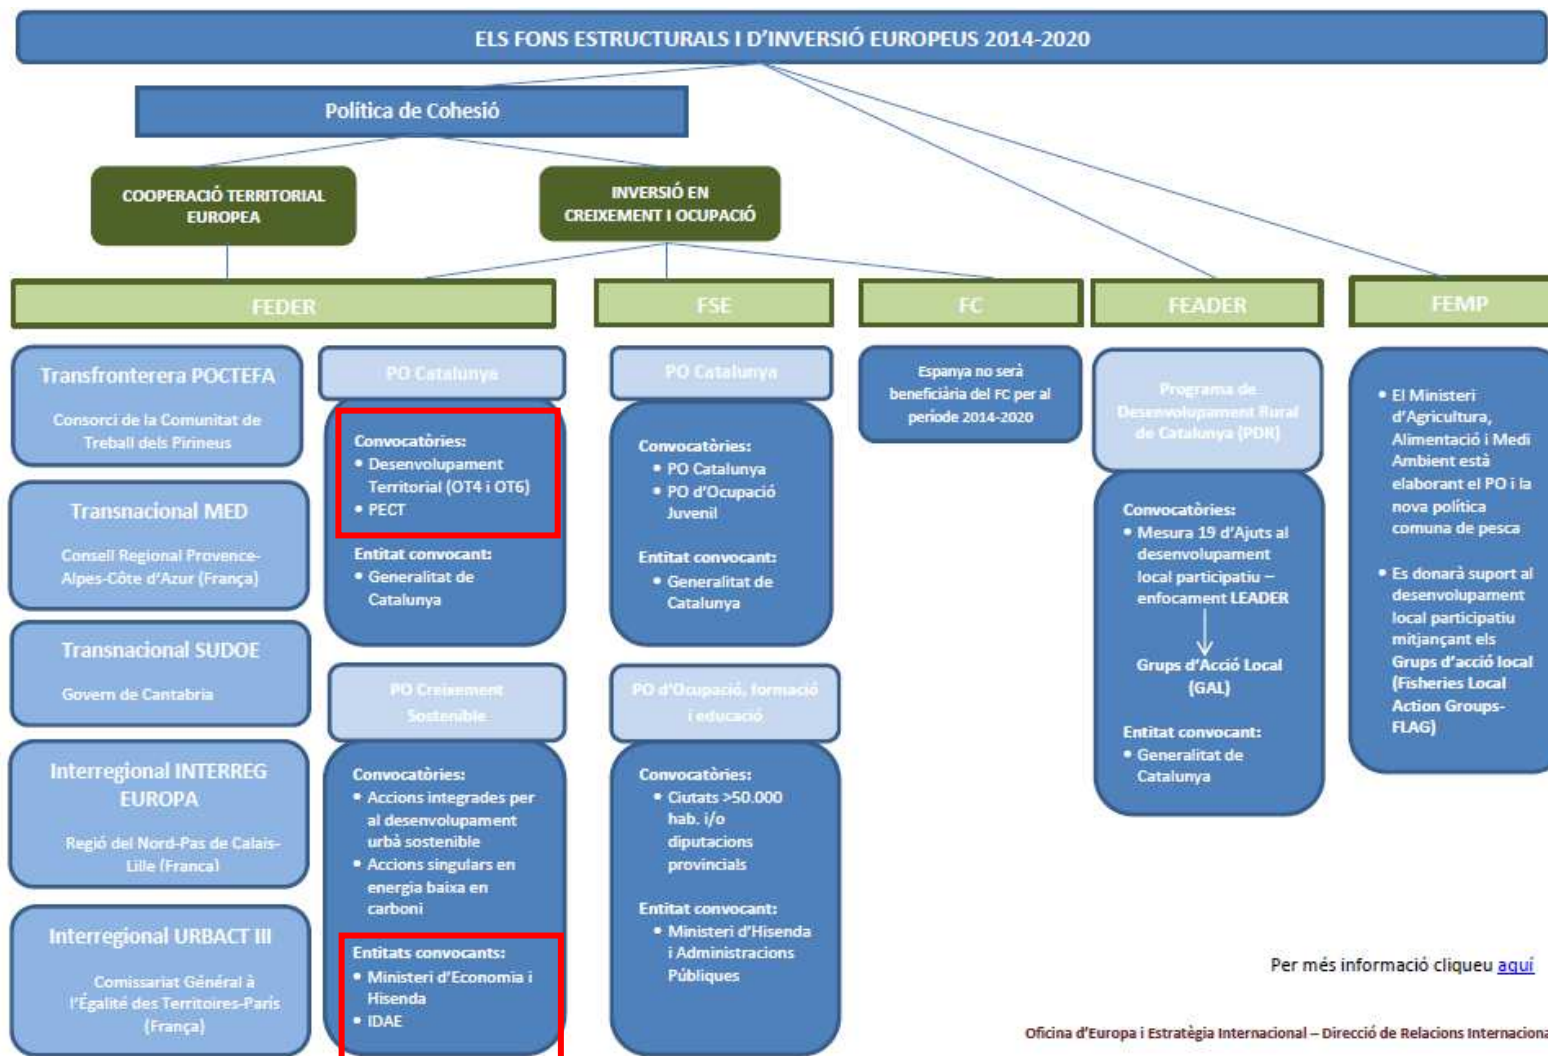 ELS FONS ESTRUCTURALS I D'INVERSIÓ EUROPEUS 2014-2020
Política de Cohesió
COOPERACIÓ TERRITORIAL
EUROPEA
INVERSIÓ EN
CREIXEMENT I OCUPACIÓ
FEDER
FSE
FC
FEADER
FEMP
Transfronterera POCTEFA
Consorci de la Comunitat de
Treball dels Pirineus
Transnacional MED
Consell Regional Provence-
Alpes-Côte d'Azur (França)
Transnacional SUDOE
Govern de Cantabria
Interregional INTERREG
EUROPA
Regió del Nord-Pas de Calais-
Lille (Franca)
Interregional URBACT III
Comissariat Général à
l'Égalité des Territoires-París
(França)
PO Catalunya
Convocatòries:
• Desenvolupament
Territorial (OT4 i OT6)
• PECT
Entitat convocant:
• Generalitat de
Catalunya
PO Creixement
Sostenible
Convocatòries:
• Accions integrades per
al desenvolupament
urbà sostenible
• Accions singulars en
energia baixa en
carboni
Entitats convocants:
• Ministeri d'Economia i
Hisenda
• IDAE
PO Catalunya
Convocatòries:
• PO Catalunya
• PO d'Ocupació
Juvenil
Entitat convocant:
• Generalitat de
Catalunya
PO d'Ocupació, formació
i educació
Convocatòries:
• Ciutats >50.000
hab. i/o
diputacions
provincials
Entitat convocant:
• Ministeri d'Hisenda
i Administracions
Públiques
Espanya no serà
beneficiària del FC per al
període 2014-2020
Programa de
Desenvolupament Rural
de Catalunya (PDR)
Convocatòries:
• Mesura 19 d'Ajuts al
desenvolupament
local participatiu –
enfocament LEADER
Grups d'Acció Local
(GAL)
Entitat convocant:
• Generalitat de
Catalunya
• El Ministeri
d'Agricultura,
Alimentació i Medi
Ambient està
elaborant el PO i la
nova política
comuna de pesca
• Es donarà suport al
desenvolupament
local participatiu
mitjançant els
Grups d'acció local
(Fisheries Local
Action Groups-
FLAG)
Per més informació cliqueu aquí
Oficina d'Europa i Estratègia Internacional – Direcció de Relacions Internaciona